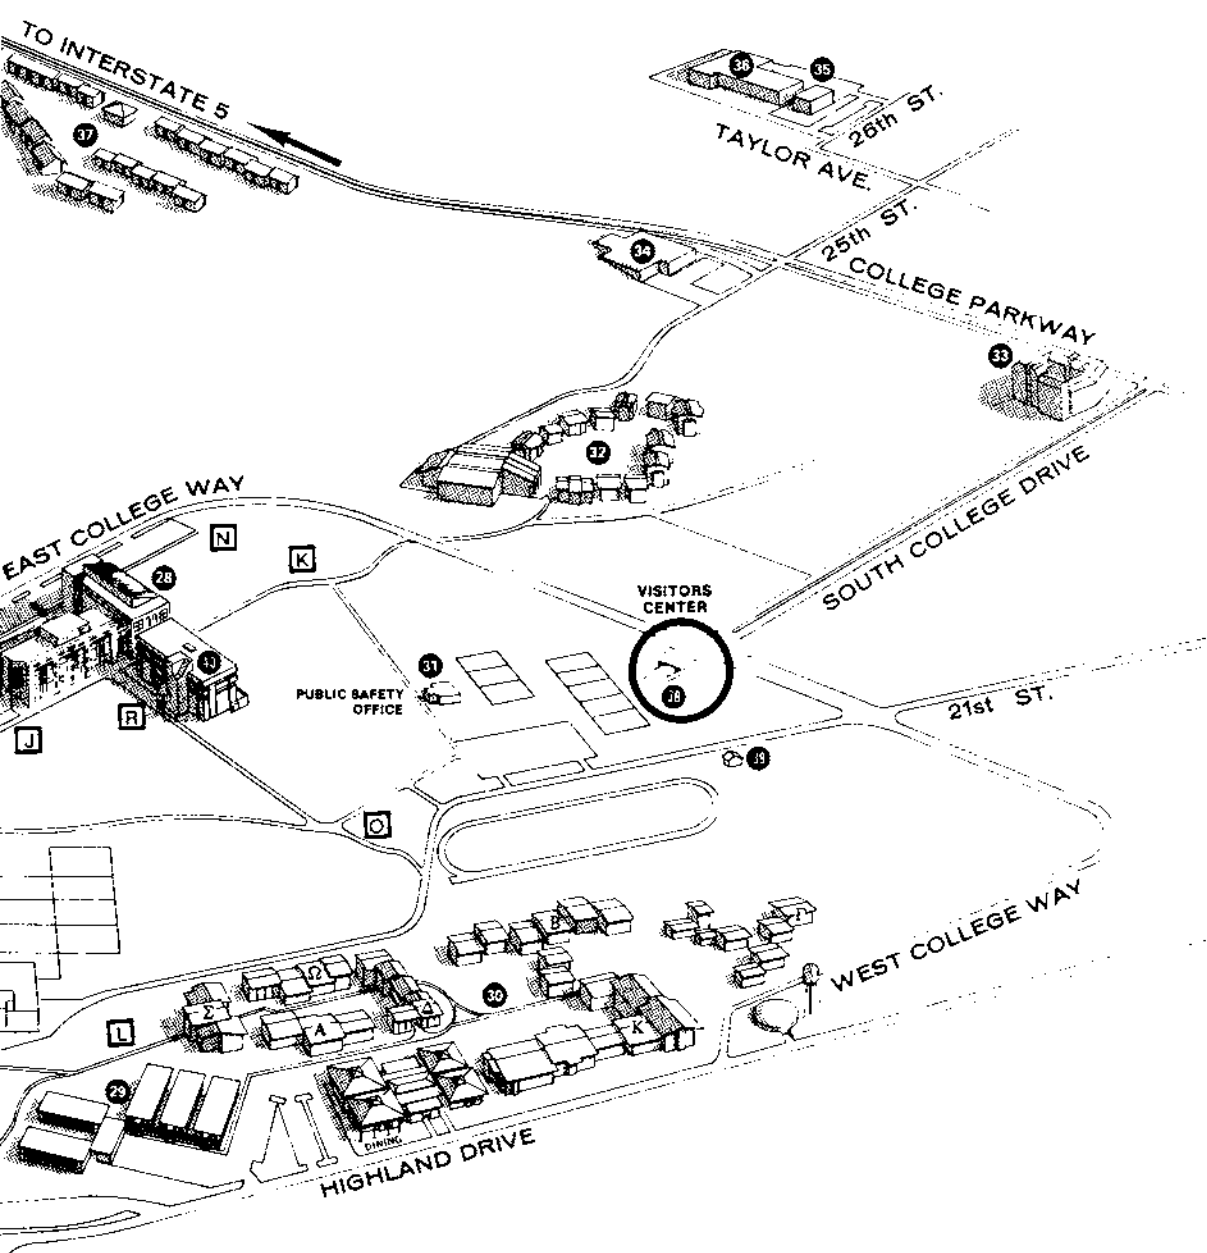 TO INTERSTATE 5
36
35
26th ST.
37
TAYLOR AVE.
25th ST.
34
COLLEGE PARKWAY
33
32
EAST COLLEGE WAY
N
K
SOUTH COLLEGE DRIVE
28
VISITORS
CENTER
31
PUBLIC SAFETY
OFFICE
38
R
J
21st ST.
39
O
B
WEST COLLEGE WAY
Ω
30
Σ
A
Δ
K
L
29
DINING
HIGHLAND DRIVE